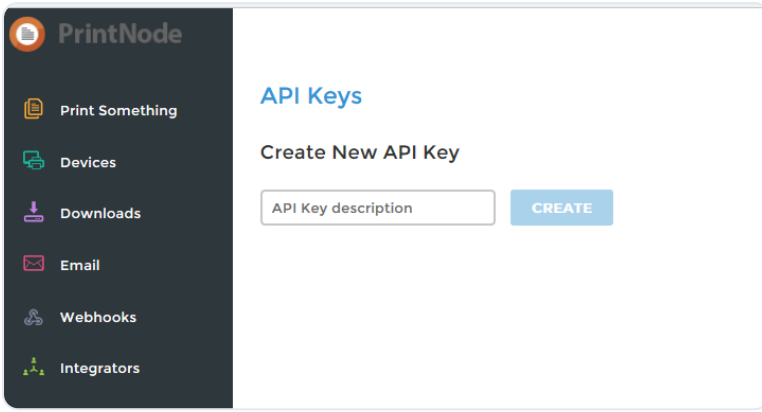 PrintNode
Print Something
Devices
Downloads
Email
Webhooks
Integrators
API Keys
Create New API Key
API Key description
CREATE